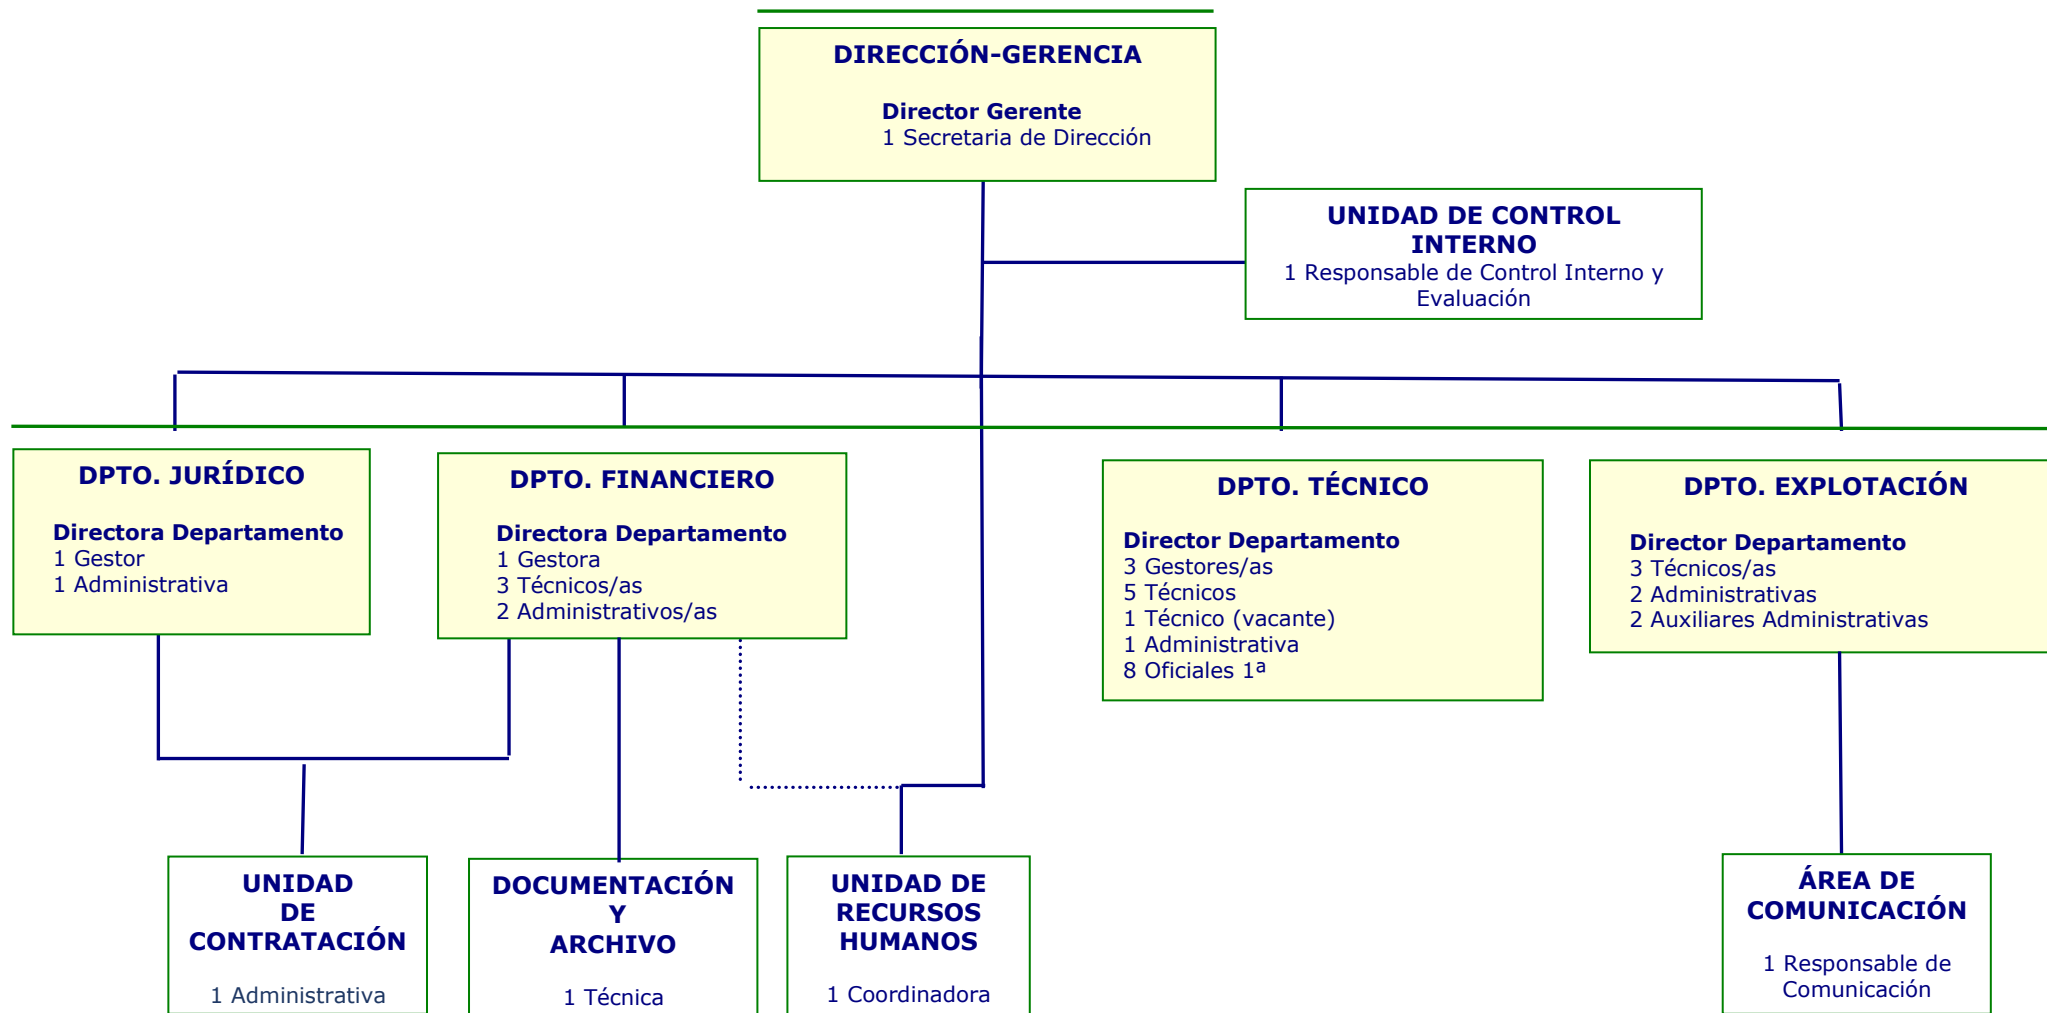 DIRECCIÓN-GERENCIA
Director Gerente
1 Secretaria de Dirección
UNIDAD DE CONTROL
INTERNO
1 Responsable de Control Interno y
Evaluación
DPTO. JURÍDICO
Directora Departamento
1 Gestor
1 Administrativa
DPTO. FINANCIERO
Directora Departamento
1 Gestora
3 Técnicos/as
2 Administrativos/as
DPTO. TÉCNICO
Director Departamento
3 Gestores/as
5 Técnicos
1 Técnico (vacante)
1 Administrativa
8 Oficiales 1ª
DPTO. EXPLOTACIÓN
Director Departamento
3 Técnicos/as
2 Administrativas
2 Auxiliares Administrativas
UNIDAD
DE
CONTRATACIÓN
1 Administrativa
DOCUMENTACIÓN
Y
ARCHIVO
1 Técnica
UNIDAD DE
RECURSOS
HUMANOS
1 Coordinadora
ÁREA DE
COMUNICACIÓN
1 Responsable de
Comunicación